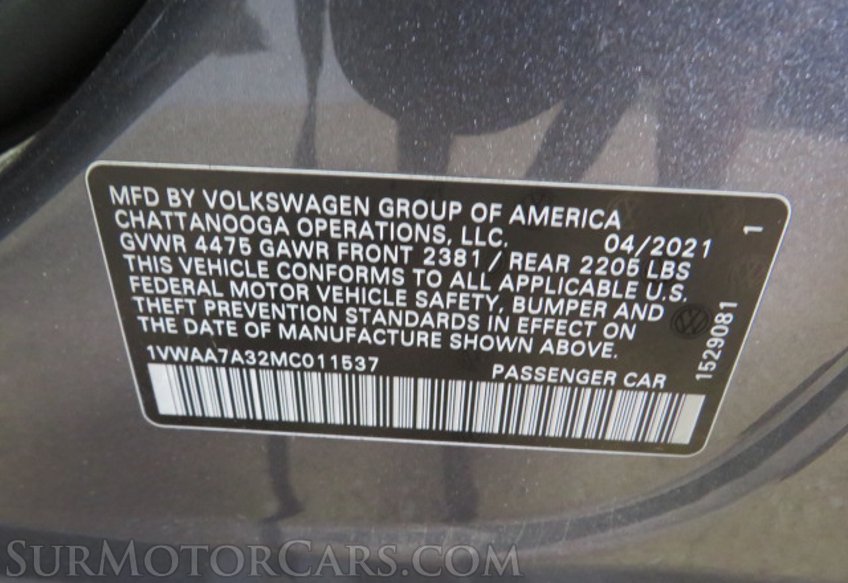 MFD BY VOLKSWAGEN GROUP OF AMERICA
CHATTANOOGA OPERATIONS, LLC. 04/2021
GVWR 4475 GAWR FRONT 2381 / REAR 2205 LBS
THIS VEHICLE CONFORMS TO ALL APPLICABLE U.S.
FEDERAL MOTOR VEHICLE SAFETY, BUMPER AND
THEFT PREVENTION STANDARDS IN EFFECT ON
THE DATE OF MANUFACTURE SHOWN ABOVE.
1VWAA7A32MC011537 PASSENGER CAR
1529081 1
SurMotorCars.com